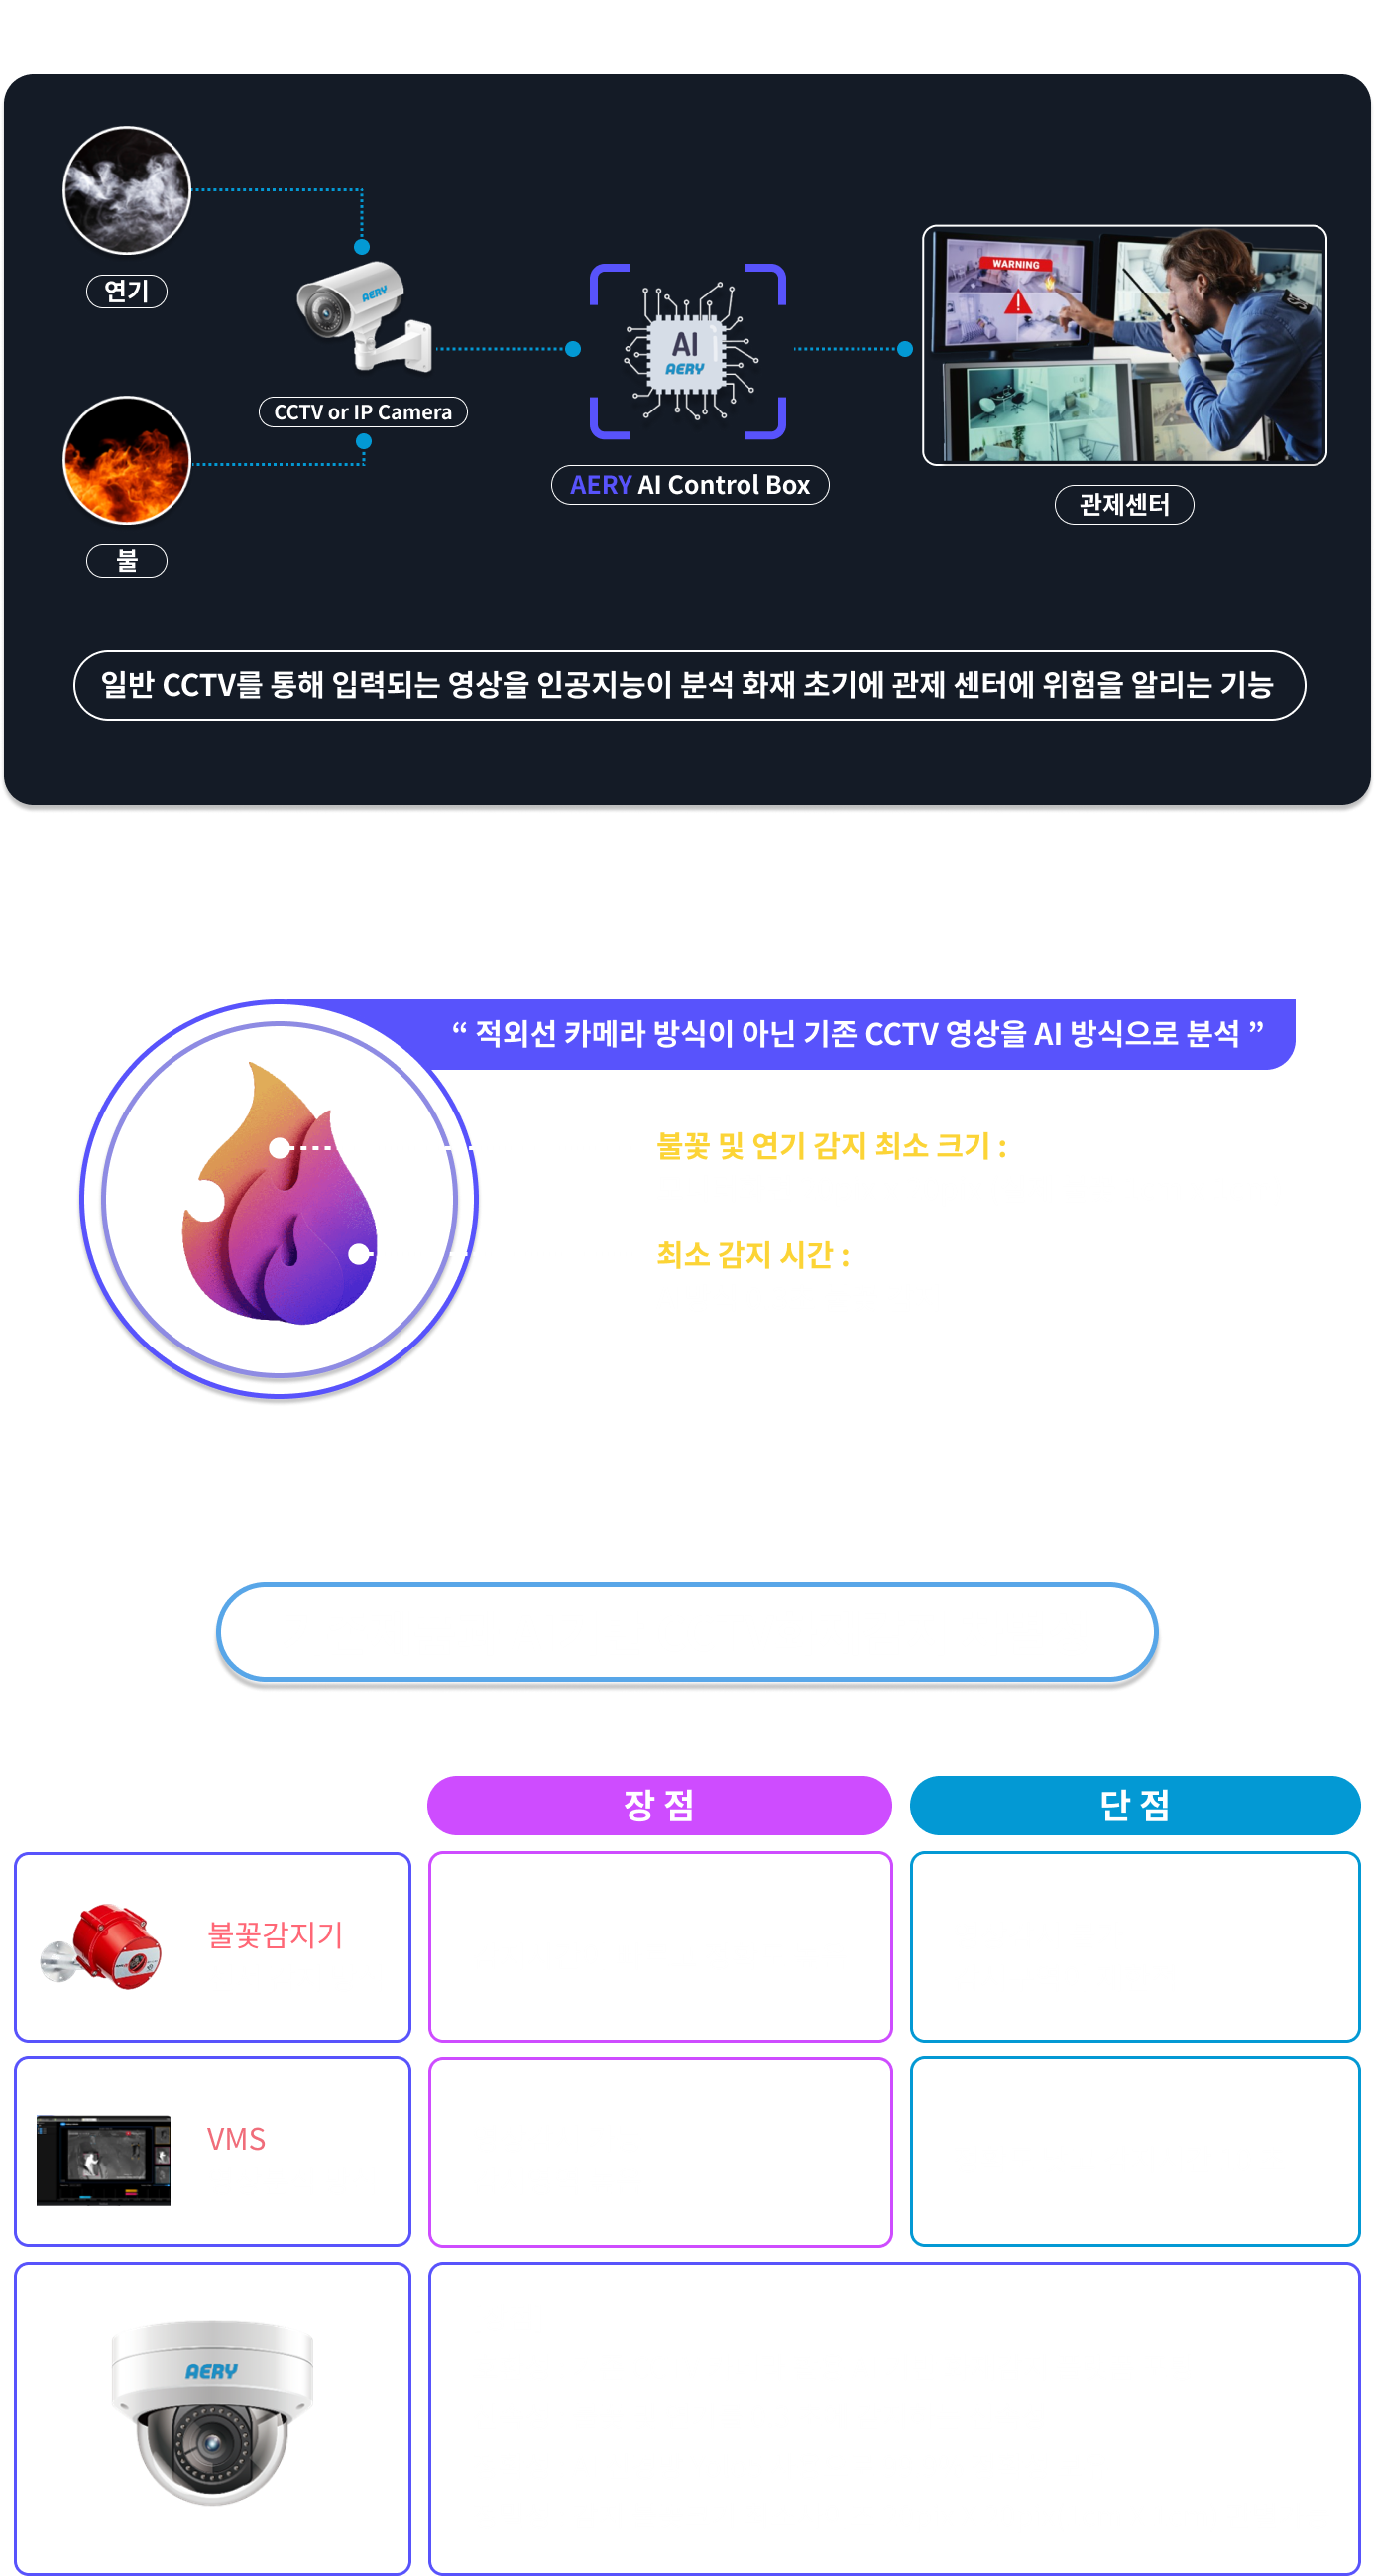 연기
WARNING
AERY
AI
AERY
CCTV or IP Camera
AERY AI Control Box
관제센터
불
일반 CCTV를 통해 입력되는 영상을 인공지능이 분석 화재 초기에 관제 센터에 위험을 알리는 기능
“ 적외선 카메라 방식이 아닌 기존 CCTV 영상을 AI 방식으로 분석 ”
불꽃 및 연기 감지 최소 크기 :
최소 감지 시간 :
장 점
단 점
불꽃감지기
VMS
AERY